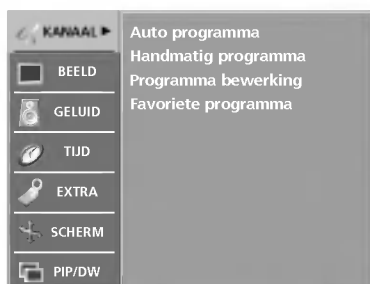 KANAAL
BEELD
GELUID
TIJD
EXTRA
SCHERM
PIP/DW
Auto programma
Handmatig programma
Programma bewerking
Favoriete programma